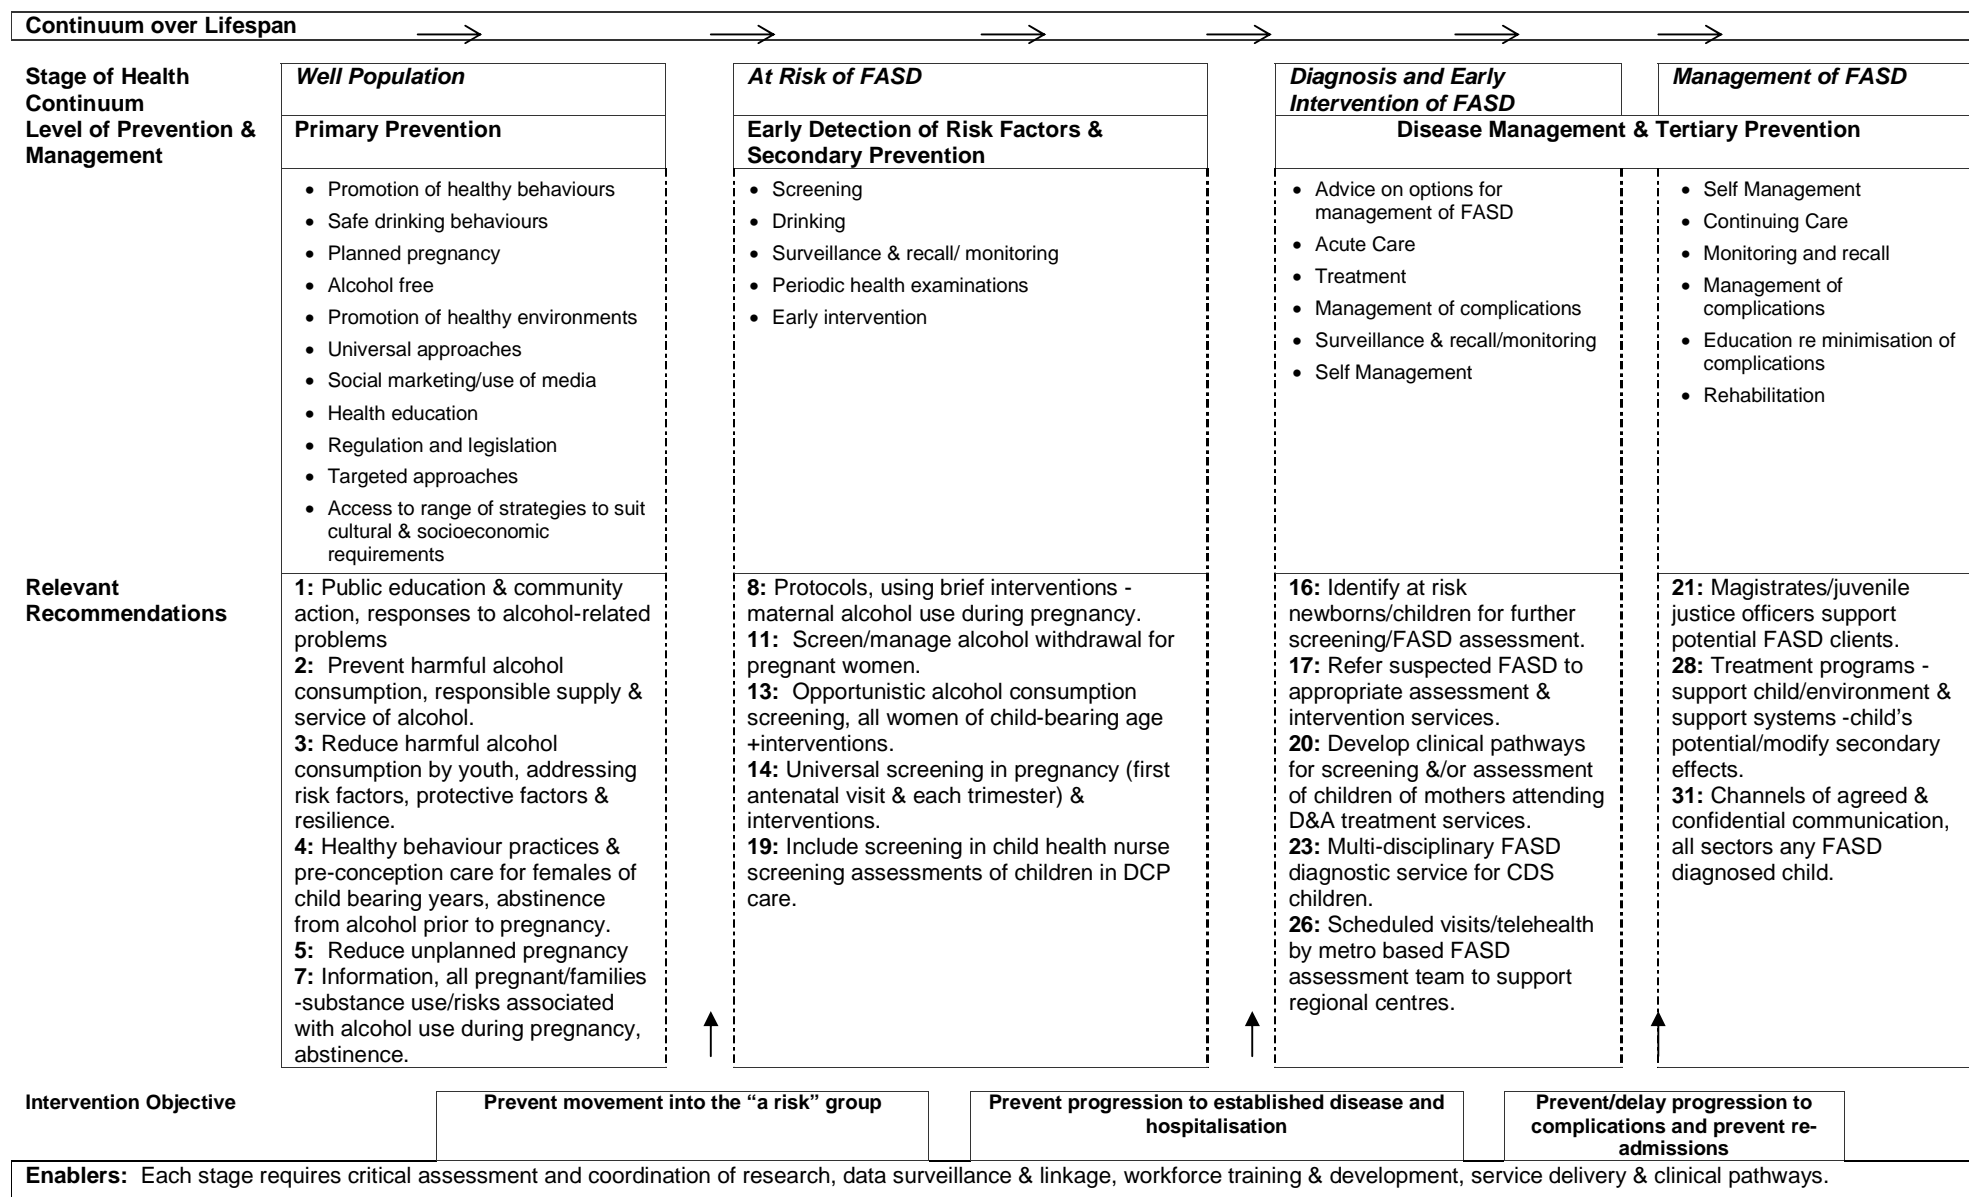 Continuum over Lifespan
Stage of Health
Continuum
Level of Prevention &
Management
Well Population
At Risk of FASD
Diagnosis and Early
Intervention of FASD
Management of FASD
Primary Prevention
Early Detection of Risk Factors &
Secondary Prevention
Disease Management & Tertiary Prevention
• Promotion of healthy behaviours
• Safe drinking behaviours
• Planned pregnancy
• Alcohol free
• Promotion of healthy environments
• Universal approaches
• Social marketing/use of media
• Health education
• Regulation and legislation
• Targeted approaches
• Access to range of strategies to suit
cultural & socioeconomic
requirements
• Screening
• Drinking
• Surveillance & recall/ monitoring
• Periodic health examinations
• Early intervention
• Advice on options for
management of FASD
• Acute Care
• Treatment
• Management of complications
• Surveillance & recall/monitoring
• Self Management
• Self Management
• Continuing Care
• Monitoring and recall
• Management of
complications
• Education re minimisation of
complications
• Rehabilitation
Relevant
Recommendations
1: Public education & community
action, responses to alcohol-related
problems
2: Prevent harmful alcohol
consumption, responsible supply &
service of alcohol.
3: Reduce harmful alcohol
consumption by youth, addressing
risk factors, protective factors &
resilience.
4: Healthy behaviour practices &
pre-conception care for females of
child bearing years, abstinence
from alcohol prior to pregnancy.
5: Reduce unplanned pregnancy
7: Information, all pregnant/families
-substance use/risks associated
with alcohol use during pregnancy,
abstinence.
8: Protocols, using brief interventions -
maternal alcohol use during pregnancy.
11: Screen/manage alcohol withdrawal for
pregnant women.
13: Opportunistic alcohol consumption
screening, all women of child-bearing age
+interventions.
14: Universal screening in pregnancy (first
antenatal visit & each trimester) &
interventions.
19: Include screening in child health nurse
screening assessments of children in DCP
care.
16: Identify at risk
newborns/children for further
screening/FASD assessment.
17: Refer suspected FASD to
appropriate assessment &
intervention services.
20: Develop clinical pathways
for screening &/or assessment
of children of mothers attending
D&A treatment services.
23: Multi-disciplinary FASD
diagnostic service for CDS
children.
26: Scheduled visits/telehealth
by metro based FASD
assessment team to support
regional centres.
21: Magistrates/juvenile
justice officers support
potential FASD clients.
28: Treatment programs -
support child/environment &
support systems -child's
potential/modify secondary
effects.
31: Channels of agreed &
confidential communication,
all sectors any FASD
diagnosed child.
Intervention Objective
Prevent movement into the “a risk” group
Prevent progression to established disease and
hospitalisation
Prevent/delay progression to
complications and prevent re-
admissions
Enablers: Each stage requires critical assessment and coordination of research, data surveillance & linkage, workforce training & development, service delivery & clinical pathways.